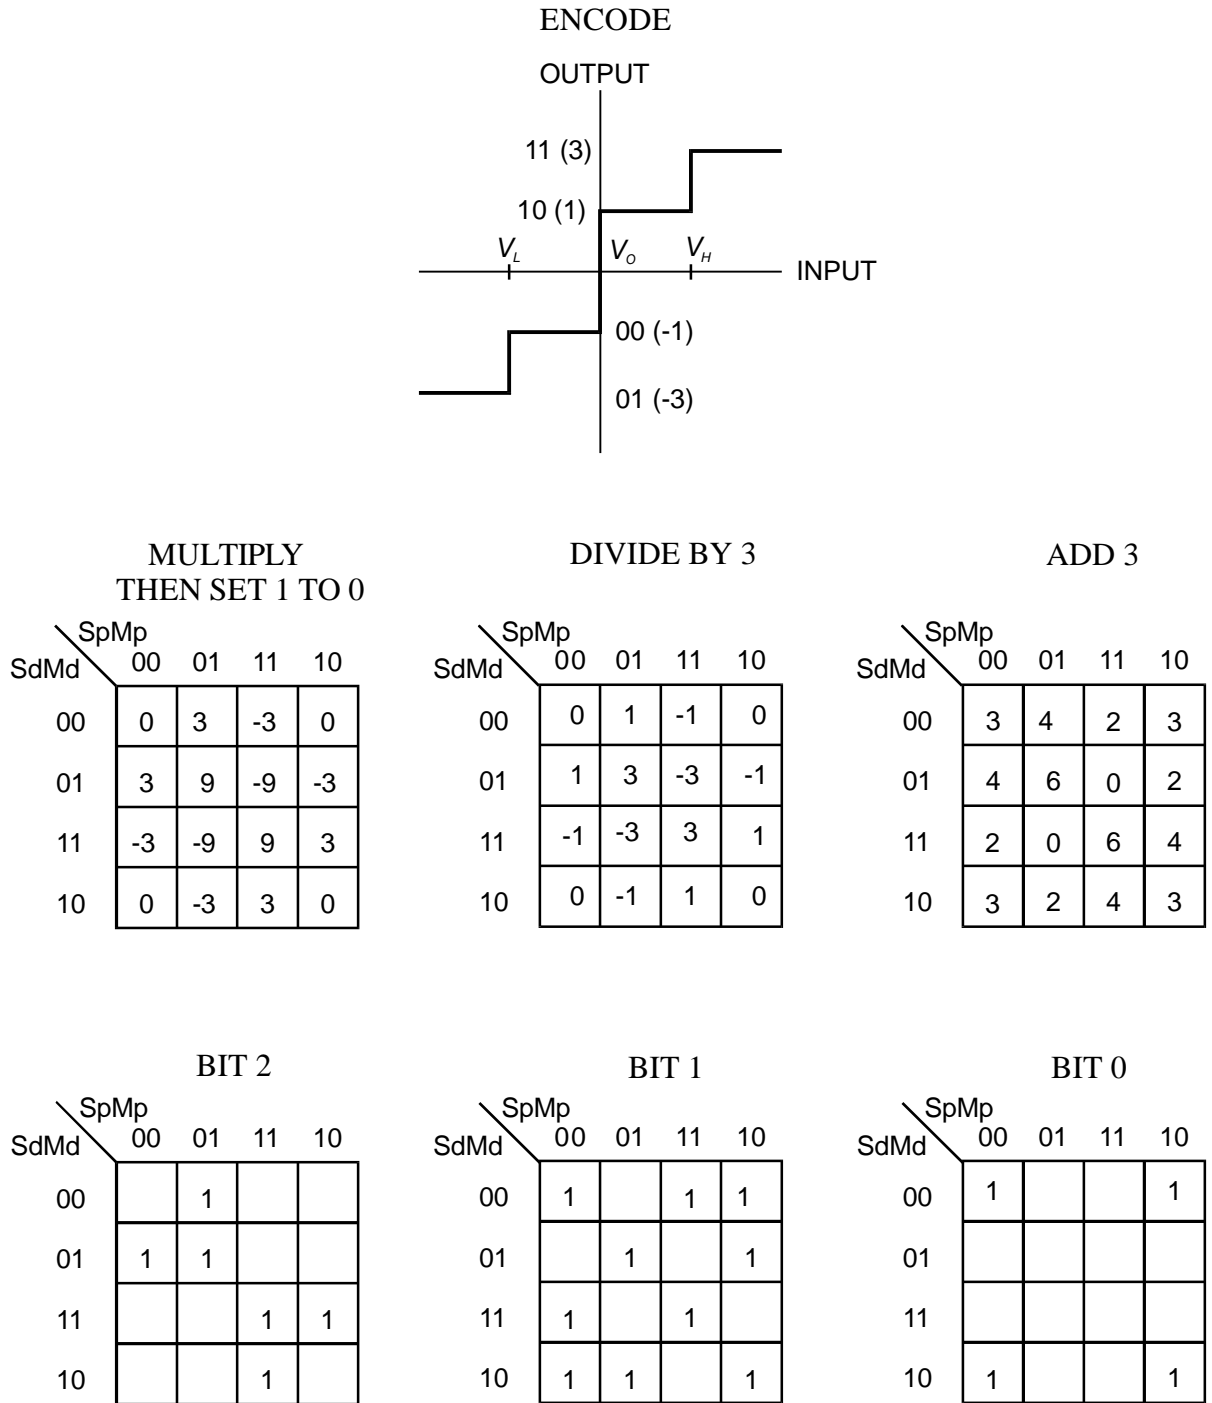 ENCODE
OUTPUT
11 (3)
10 (1)
V_L V_O V_H INPUT
00 (-1)
01 (-3)
MULTIPLY
THEN SET 1 TO 0
SpMp
SdMd 00 01 11 10
00 0 3 -3 0
01 3 9 -9 -3
11 -3 -9 9 3
10 0 -3 3 0
DIVIDE BY 3
SpMp
SdMd 00 01 11 10
00 0 1 -1 0
01 1 3 -3 -1
11 -1 -3 3 1
10 0 -1 1 0
ADD 3
SpMp
SdMd 00 01 11 10
00 3 4 2 3
01 4 6 0 2
11 2 0 6 4
10 3 2 4 3
BIT 2
SpMp
SdMd 00 01 11 10
00 1
01 1 1
11 1 1
10 1
BIT 1
SpMp
SdMd 00 01 11 10
00 1 1 1
01 1 1
11 1 1
10 1 1 1
BIT 0
SpMp
SdMd 00 01 11 10
00 1 1
01
11
10 1 1